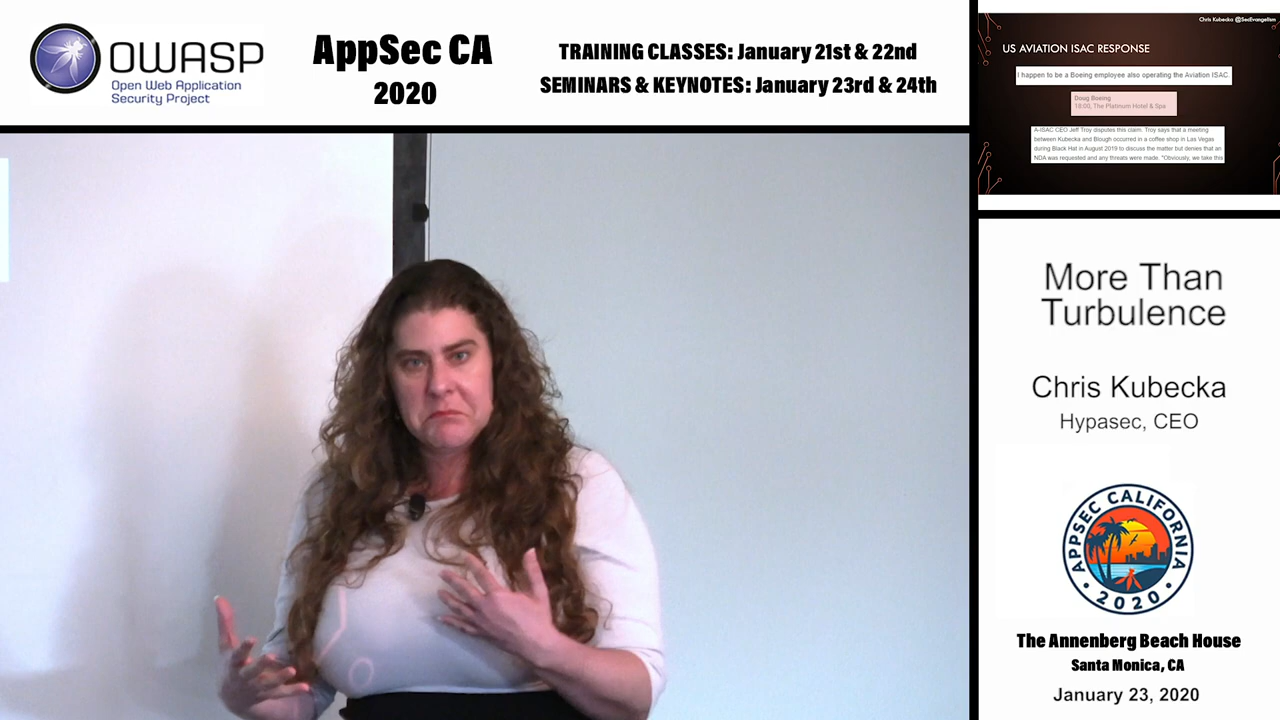 OWASP
Open Web Application
Security Project
AppSec CA
2020
TRAINING CLASSES: January 21st & 22nd
SEMINARS & KEYNOTES: January 23rd & 24th
Chris Kubecka @SecEvangelism
US AVIATION ISAC RESPONSE
I happen to be a Boeing employee also operating the Aviation ISAC.
Doug Boeing
18:00, The Platinum Hotel & Spa
A-ISAC CEO Jeff Troy disputes this claim. Troy says that a meeting
between Kubecka and Blough occurred in a coffee shop in Las Vegas
during Black Hat in August 2019 to discuss the matter but denies that an
NDA was requested and any threats were made. "Obviously, we take this
More Than
Turbulence
Chris Kubecka
Hypasec, CEO
APPSEC CALIFORNIA
• 2020 •
The Annenberg Beach House
Santa Monica, CA
January 23, 2020